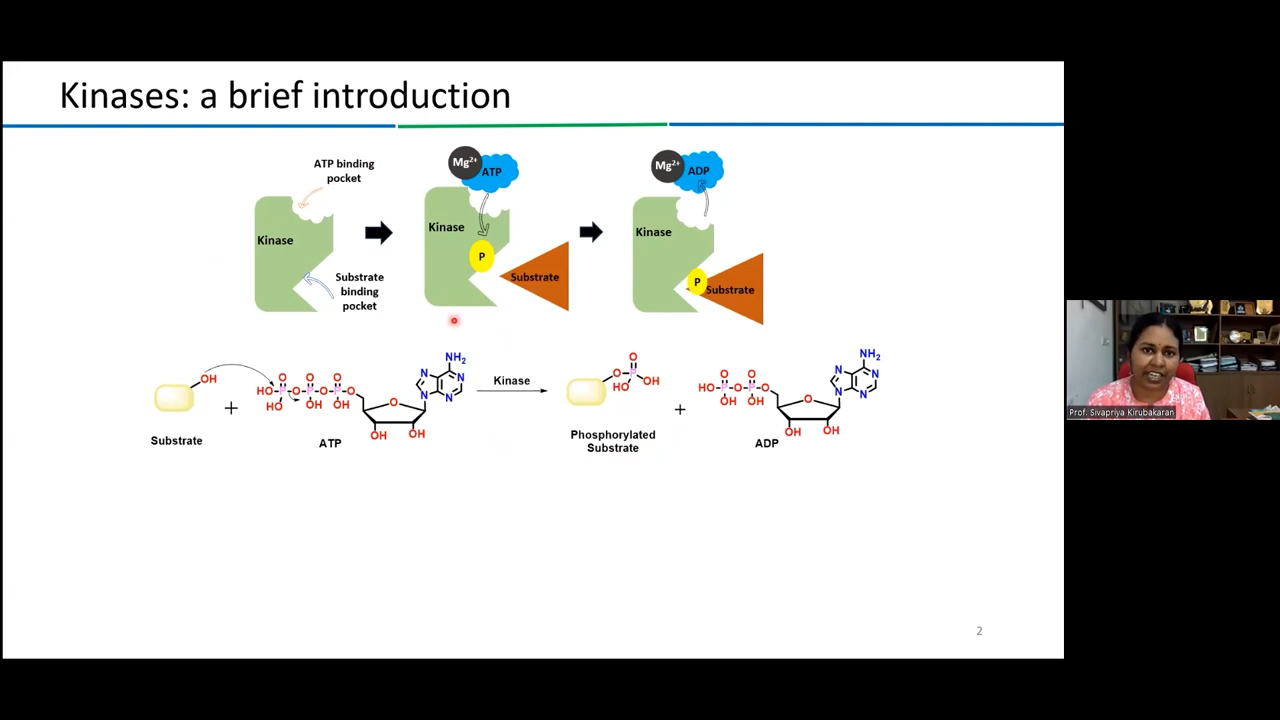 Kinases: a brief introduction
ATP binding
pocket
Kinase
Substrate
binding
pocket
Mg²⁺
ATP
Kinase
P
Substrate
Mg²⁺
ADP
Kinase
P
Substrate
OH
Substrate
+
HO P O P O P O
O O O
OH OH OH
O
OH OH
NH₂
N N
N N
ATP
Kinase
O P OH
O
HO
Phosphorylated
Substrate
+
HO P O P O
O O
OH OH
O
OH OH
NH₂
N N
N N
ADP
2
Prof. Sivapriya Kirubakaran